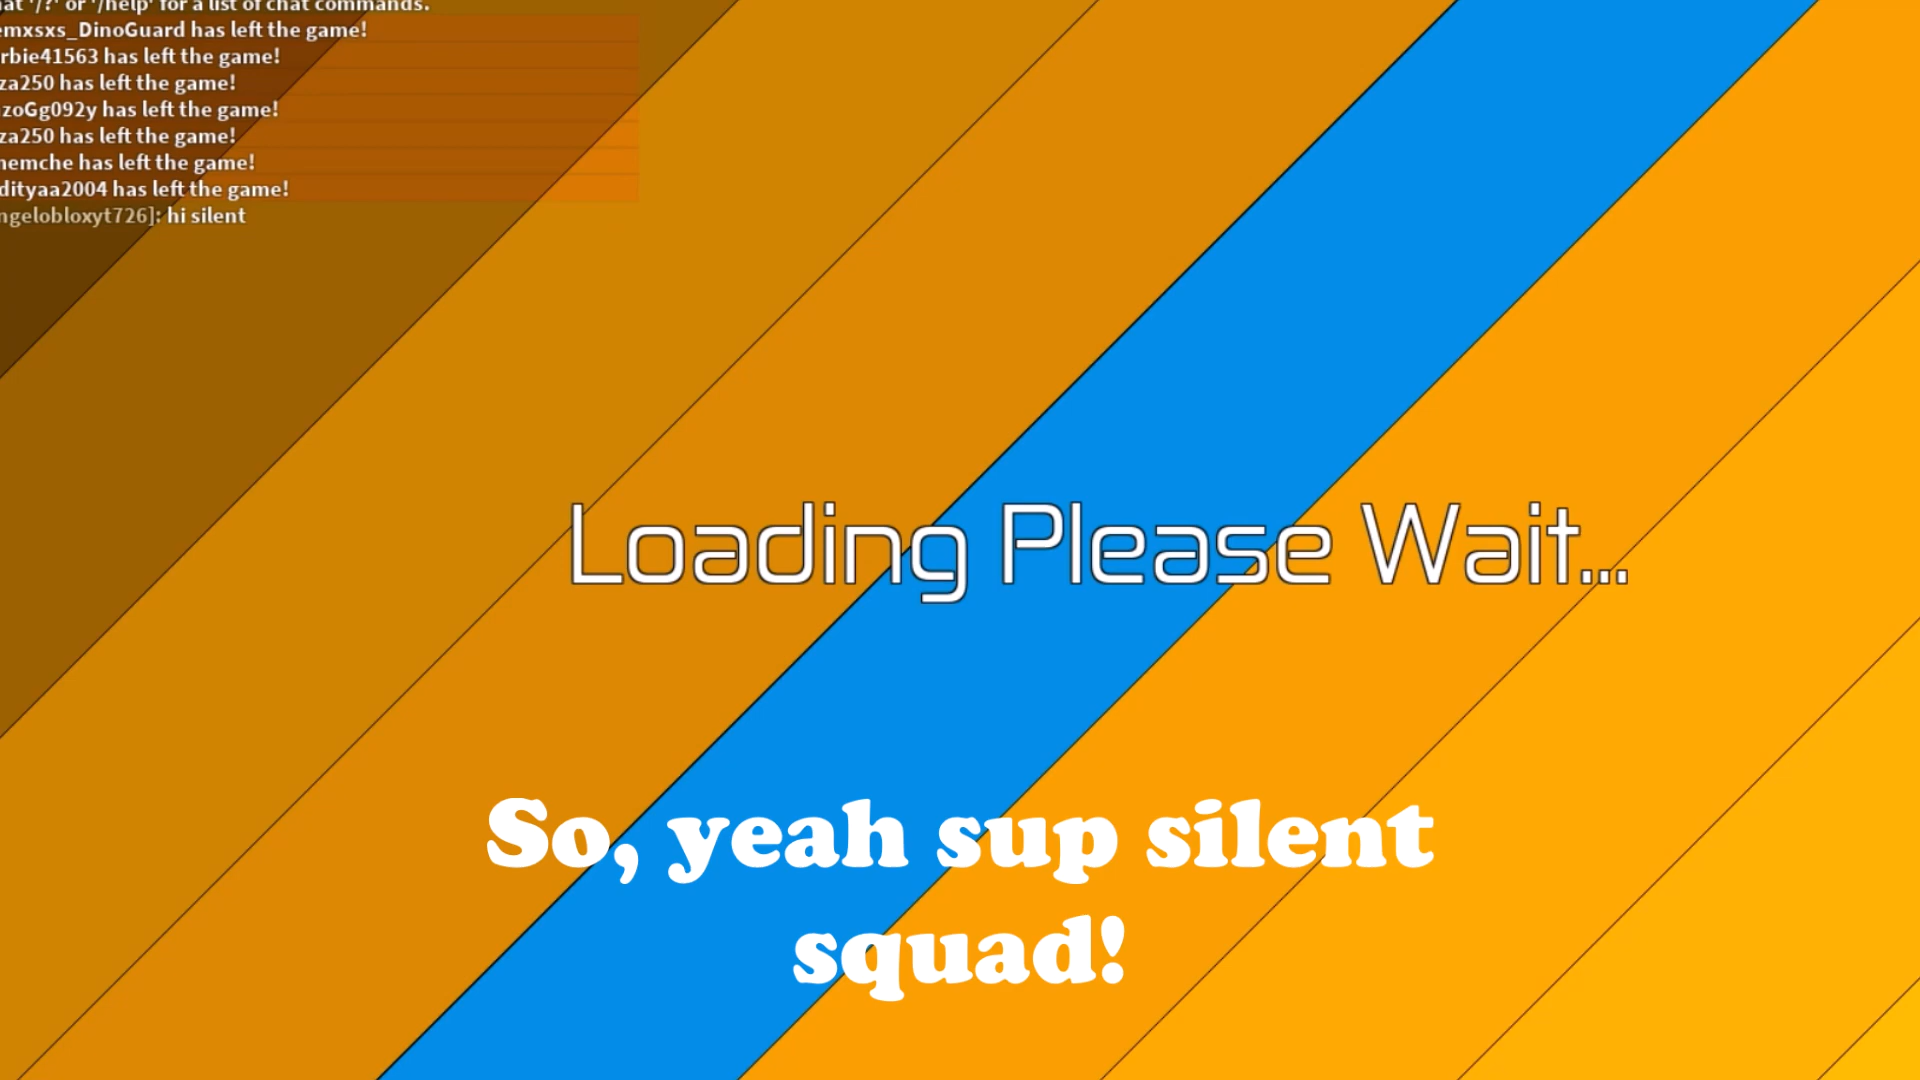 '/?' or '/help' for a list of chat commands.
emxsxs_DinoGuard has left the game!
rbie41563 has left the game!
za250 has left the game!
zoGg092y has left the game!
za250 has left the game!
nemche has left the game!
dityaa2004 has left the game!
ngelobloxyt726]: hi silent
Loading Please Wait...
So, yeah sup silent
squad!